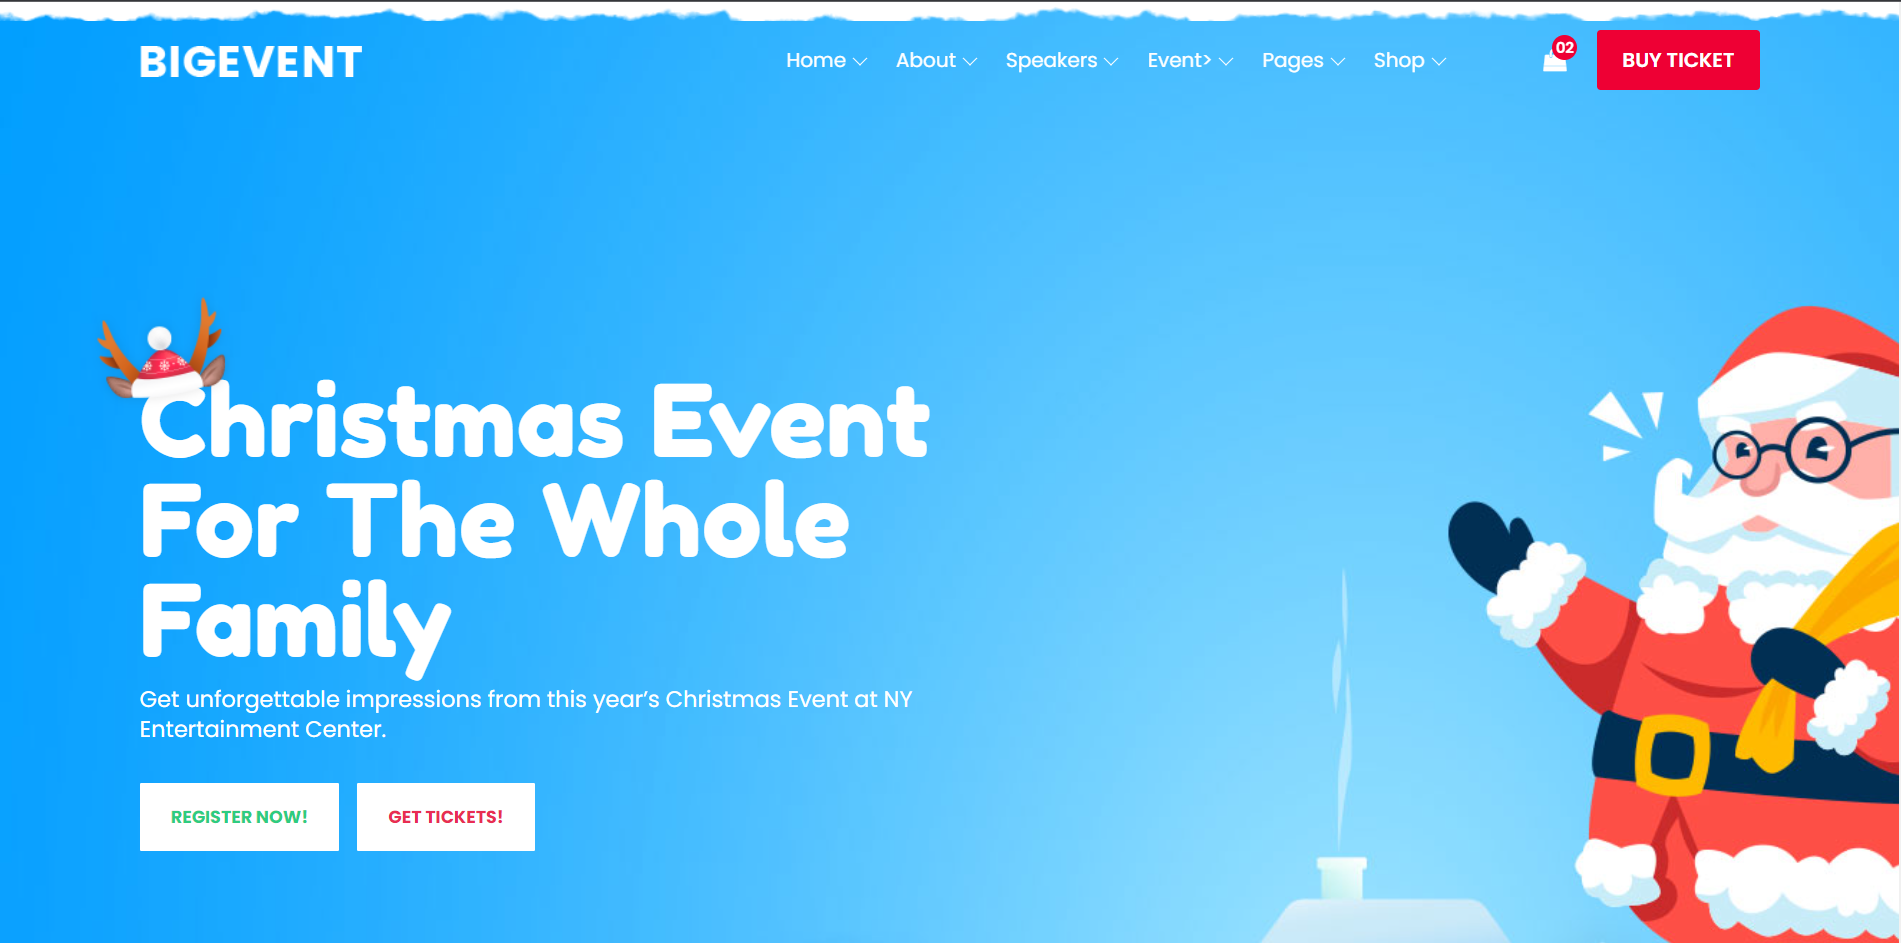 BIGEVENT
Home About Speakers Event> Pages Shop 02 BUY TICKET
Christmas Event
For The Whole
Family
Get unforgettable impressions from this year’s Christmas Event at NY
Entertainment Center.
REGISTER NOW! GET TICKETS!